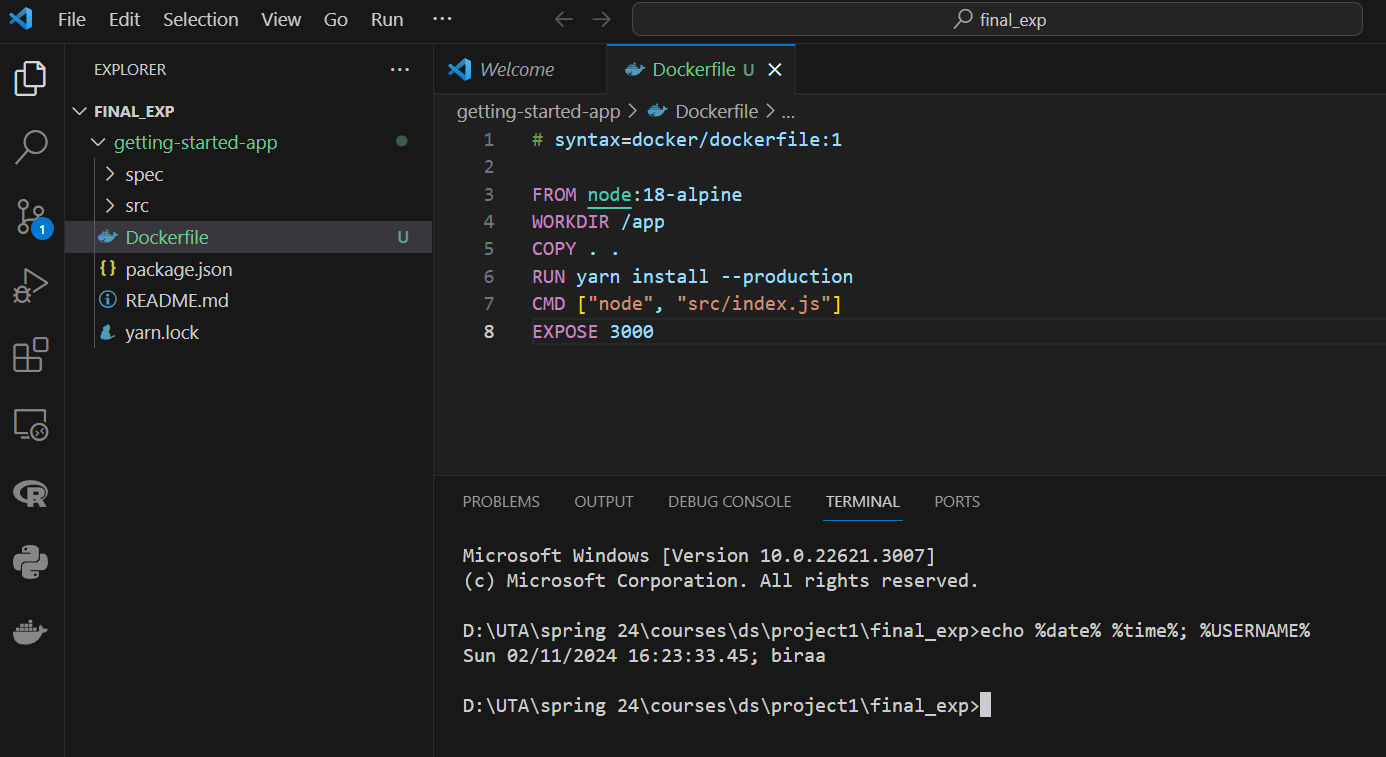 File Edit Selection View Go Run ... final_exp
EXPLORER ...
FINAL_EXP
getting-started-app
spec
src
Dockerfile U
package.json
README.md
yarn.lock
Welcome Dockerfile U
getting-started-app > Dockerfile > ...
1 # syntax=docker/dockerfile:1
2
3 FROM node:18-alpine
4 WORKDIR /app
5 COPY . .
6 RUN yarn install --production
7 CMD ["node", "src/index.js"]
8 EXPOSE 3000
PROBLEMS OUTPUT DEBUG CONSOLE TERMINAL PORTS
Microsoft Windows [Version 10.0.22621.3007]
(c) Microsoft Corporation. All rights reserved.
D:\UTA\spring 24\courses\ds\project1\final_exp>echo %date% %time%; %USERNAME%
Sun 02/11/2024 16:23:33.45; biraa
D:\UTA\spring 24\courses\ds\project1\final_exp>
1